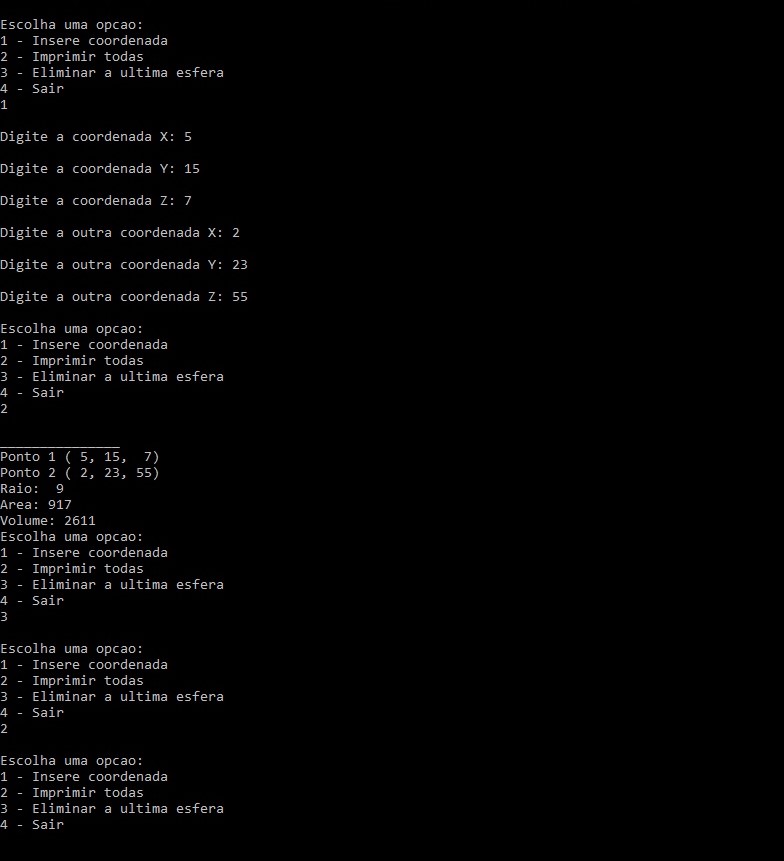 Escolha uma opcao:
1 - Insere coordenada
2 - Imprimir todas
3 - Eliminar a ultima esfera
4 - Sair
1
Digite a coordenada X: 5
Digite a coordenada Y: 15
Digite a coordenada Z: 7
Digite a outra coordenada X: 2
Digite a outra coordenada Y: 23
Digite a outra coordenada Z: 55
Escolha uma opcao:
1 - Insere coordenada
2 - Imprimir todas
3 - Eliminar a ultima esfera
4 - Sair
2
_______________
Ponto 1 ( 5, 15,  7)
Ponto 2 ( 2, 23, 55)
Raio:  9
Area: 917
Volume: 2611
Escolha uma opcao:
1 - Insere coordenada
2 - Imprimir todas
3 - Eliminar a ultima esfera
4 - Sair
3
Escolha uma opcao:
1 - Insere coordenada
2 - Imprimir todas
3 - Eliminar a ultima esfera
4 - Sair
2
Escolha uma opcao:
1 - Insere coordenada
2 - Imprimir todas
3 - Eliminar a ultima esfera
4 - Sair